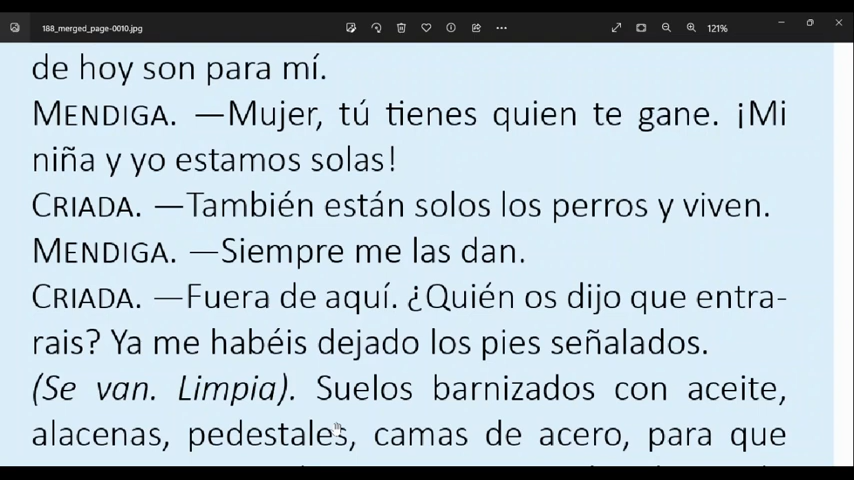 188_merged_page-0010.jpg
121%
de hoy son para mí.
MENDIGA. —Mujer, tú tienes quien te gane. ¡Mi
niña y yo estamos solas!
CRIADA. —También están solos los perros y viven.
MENDIGA. —Siempre me las dan.
CRIADA. —Fuera de aquí. ¿Quién os dijo que entra-
rais? Ya me habéis dejado los pies señalados.
(Se van. Limpia). Suelos barnizados con aceite,
alacenas, pedestales, camas de acero, para que